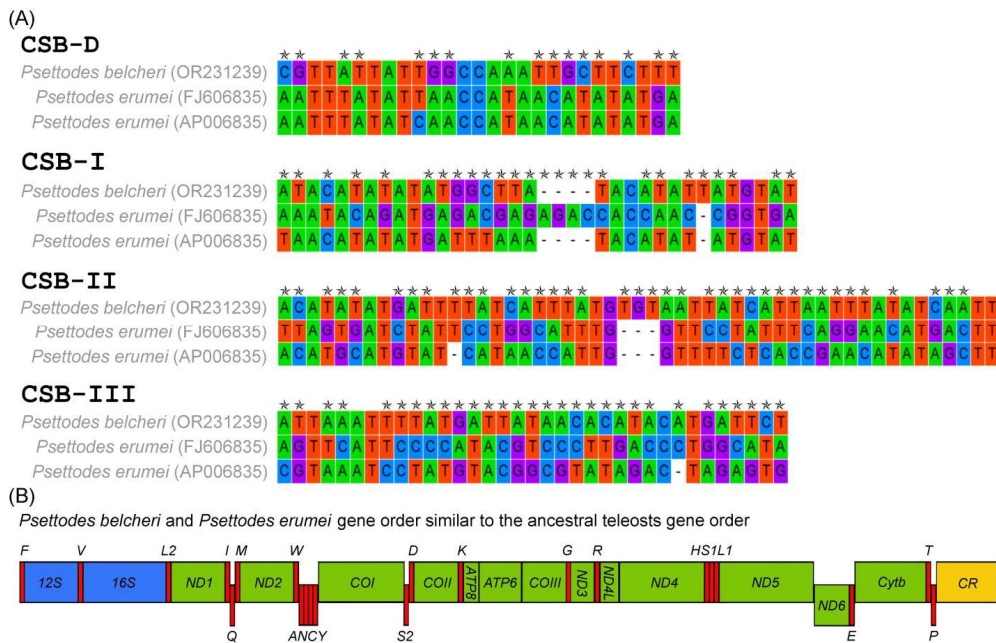 (A)
CSB-D
Psettodes belcheri (OR231239) CGTTATTATTGGCCAAATTGCTTCTTT
Psettodes erumei (FJ606835) AATTTATATTAACCATAACATATATGA
Psettodes erumei (AP006835) AATTTATATCAACCATAACATATATGA
CSB-I
Psettodes belcheri (OR231239) ATACATATATATGGCTTA----TACATATTATGTAT
Psettodes erumei (FJ606835) AAATACAGATGAGACGAGAGACCACCAAC-CGGTGA
Psettodes erumei (AP006835) TAACATATATGATTTAAA----TACATAT-ATGTAT
CSB-II
Psettodes belcheri (OR231239) ACATATATGATTTTATCATTTATGTGTAATTATCATTAATTTATATCAATT
Psettodes erumei (FJ606835) TTAGTGATCTATTCCTGGCATTTG---GTTCCTATTTCAGGAACATGACTT
Psettodes erumei (AP006835) ACATGCATGTAT-CATAACCATTG---GTTTTCTCACCGAACATATAGCTT
CSB-III
Psettodes belcheri (OR231239) ATTAAATTTTATGATTATAACACATACATGATTCT
Psettodes erumei (FJ606835) AGTTCATTCCCCATACGTCCCTTGACCCTGGCATA
Psettodes erumei (AP006835) CGTAAATCCTATGTACGGCGTATAGAC-TAGAGTG
(B)
Psettodes belcheri and Psettodes erumei gene order similar to the ancestral teleosts gene order
F V L2 I M W D K G R HS1L1 T
12S 16S ND1 ND2 COI COII ATP8 ATP6 COIII ND3 ND4L ND4 ND5 ND6 Cytb CR
Q ANCY S2 E P